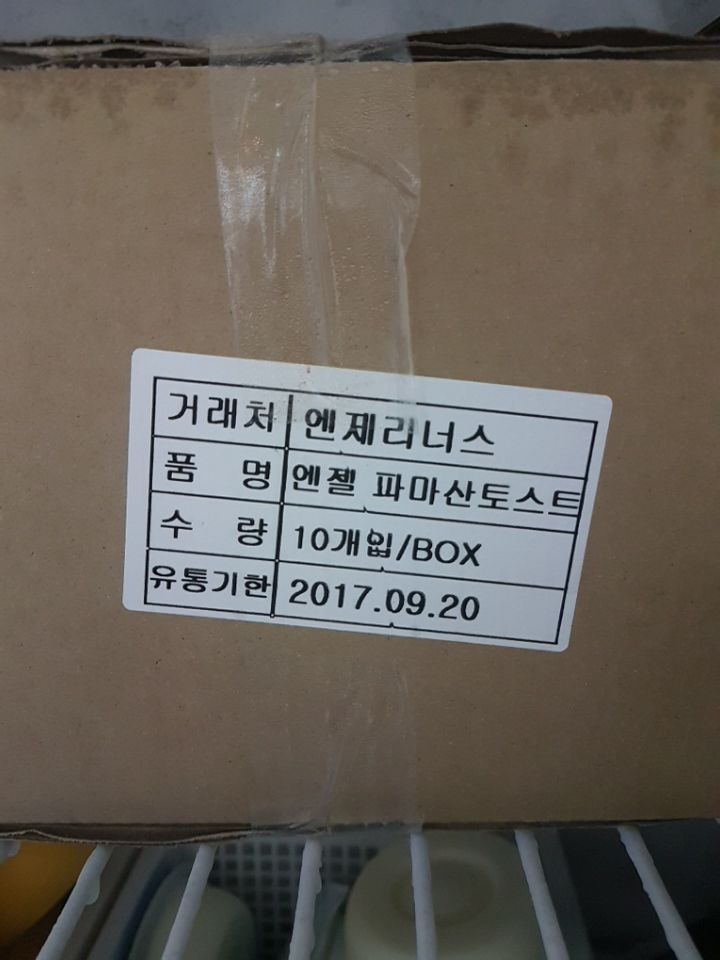 거래처 엔제리너스
품 명 엔젤 파마산토스트
수 량 10개입/BOX
유통기한 2017.09.20